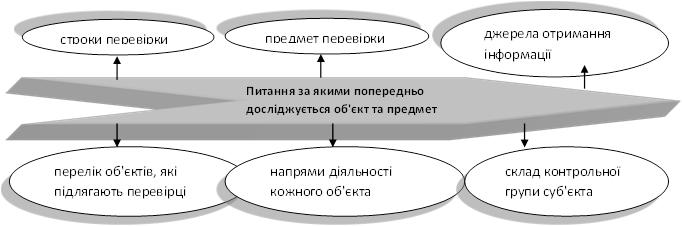 строки перевірки
предмет перевірки
джерела отримання
інформації
Питання за якими попередньо
досліджується об'єкт та предмет
перелік об'єктів, які
підлягають перевірці
напрями діяльності
кожного об'єкта
склад контрольної
групи суб'єкта